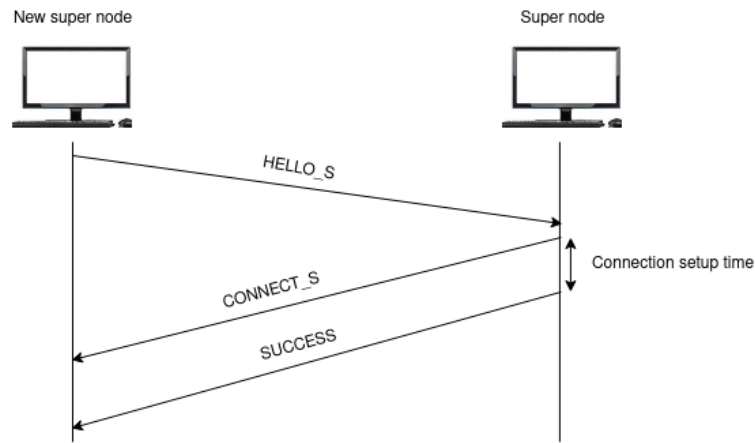 New super node
Super node
HELLO_S
Connection setup time
CONNECT_S
SUCCESS